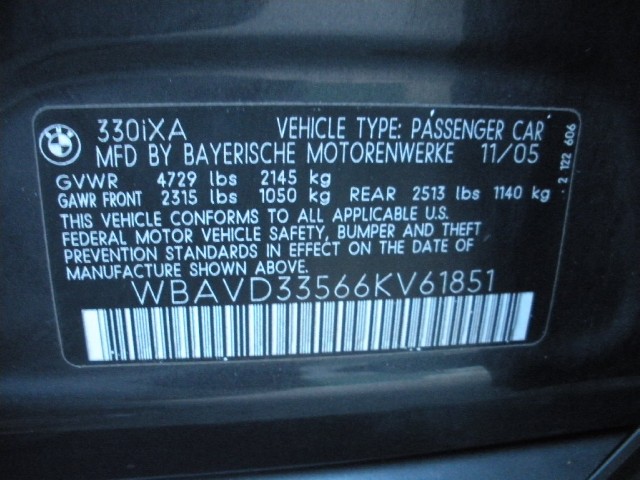 BMW
330iXA VEHICLE TYPE: PASSENGER CAR
MFD BY BAYERISCHE MOTORENWERKE 11/05
GVWR 4729 lbs 2145 kg
GAWR FRONT 2315 lbs 1050 kg REAR 2513 lbs 1140 kg
THIS VEHICLE CONFORMS TO ALL APPLICABLE U.S.
FEDERAL MOTOR VEHICLE SAFETY, BUMPER AND THEFT
PREVENTION STANDARDS IN EFFECT ON THE DATE OF
MANUFACTURE SHOWN ABOVE.
WBAVD33566KV61851
2 122 606